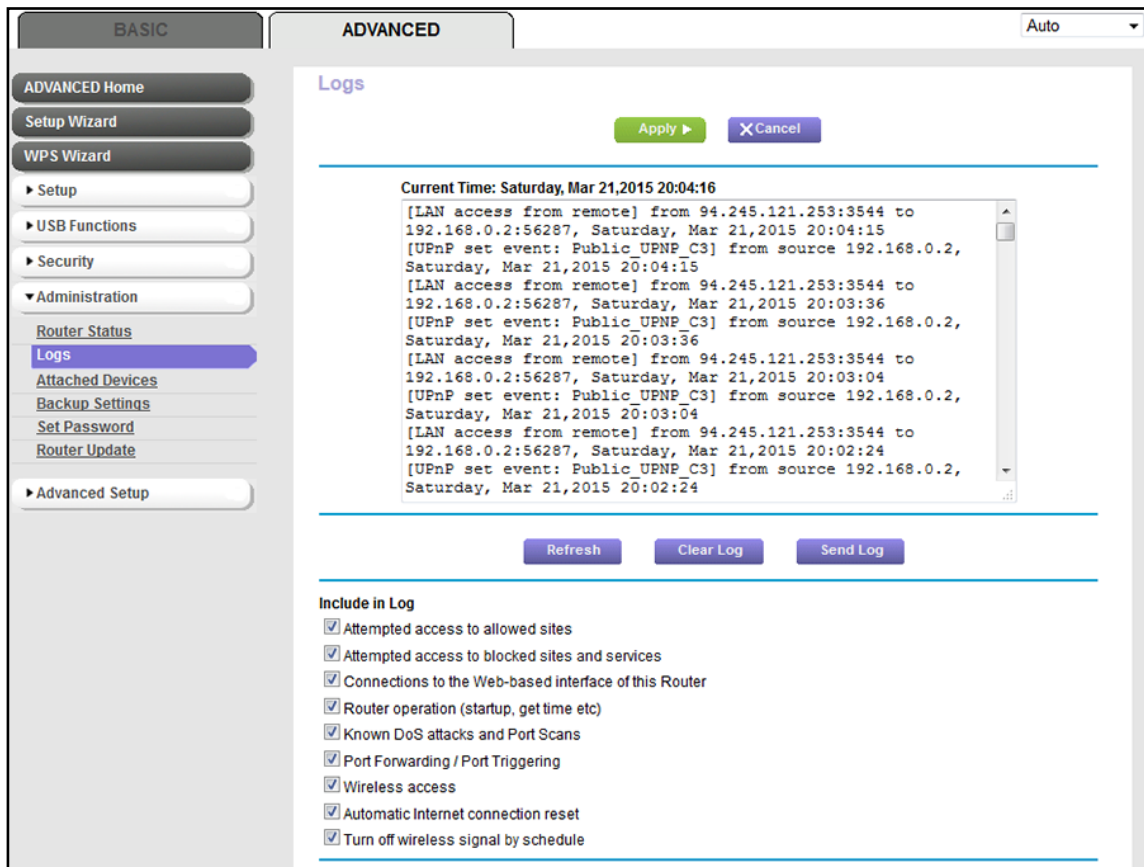 BASIC
ADVANCED
Auto
ADVANCED Home
Setup Wizard
WPS Wizard
Setup
USB Functions
Security
Administration
Router Status
Logs
Attached Devices
Backup Settings
Set Password
Router Update
Advanced Setup
Logs
Apply
Cancel
Current Time: Saturday, Mar 21,2015 20:04:16
[LAN access from remote] from 94.245.121.253:3544 to
192.168.0.2:56287, Saturday, Mar 21,2015 20:04:15
[UPnP set event: Public_UPNP_C3] from source 192.168.0.2,
Saturday, Mar 21,2015 20:04:15
[LAN access from remote] from 94.245.121.253:3544 to
192.168.0.2:56287, Saturday, Mar 21,2015 20:03:36
[UPnP set event: Public_UPNP_C3] from source 192.168.0.2,
Saturday, Mar 21,2015 20:03:36
[LAN access from remote] from 94.245.121.253:3544 to
192.168.0.2:56287, Saturday, Mar 21,2015 20:03:04
[UPnP set event: Public_UPNP_C3] from source 192.168.0.2,
Saturday, Mar 21,2015 20:03:04
[LAN access from remote] from 94.245.121.253:3544 to
192.168.0.2:56287, Saturday, Mar 21,2015 20:02:24
[UPnP set event: Public_UPNP_C3] from source 192.168.0.2,
Saturday, Mar 21,2015 20:02:24
Refresh
Clear Log
Send Log
Include in Log
Attempted access to allowed sites
Attempted access to blocked sites and services
Connections to the Web-based interface of this Router
Router operation (startup, get time etc)
Known DoS attacks and Port Scans
Port Forwarding / Port Triggering
Wireless access
Automatic Internet connection reset
Turn off wireless signal by schedule